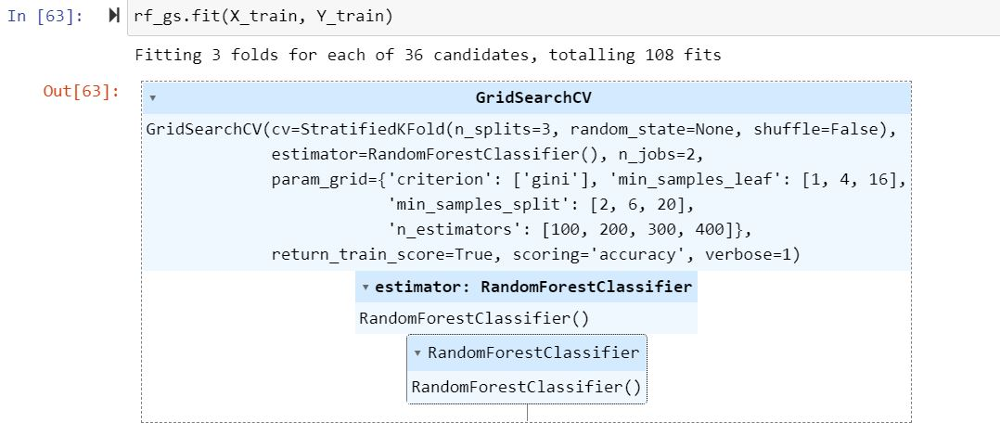 In [63]: rf_gs.fit(X_train, Y_train)
Fitting 3 folds for each of 36 candidates, totalling 108 fits
Out[63]:
GridSearchCV
GridSearchCV(cv=StratifiedKFold(n_splits=3, random_state=None, shuffle=False),
estimator=RandomForestClassifier(), n_jobs=2,
param_grid={'criterion': ['gini'], 'min_samples_leaf': [1, 4, 16],
'min_samples_split': [2, 6, 20],
'n_estimators': [100, 200, 300, 400]},
return_train_score=True, scoring='accuracy', verbose=1)
estimator: RandomForestClassifier
RandomForestClassifier()
RandomForestClassifier
RandomForestClassifier()